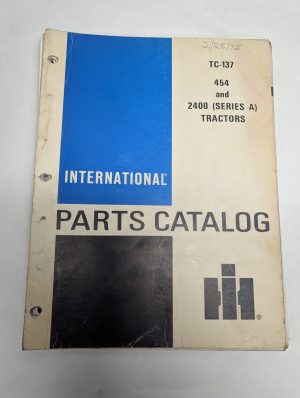 2/25/75
TC-137
454
and
2400 (SERIES A)
TRACTORS
INTERNATIONAL®
PARTS CATALOG
IH®